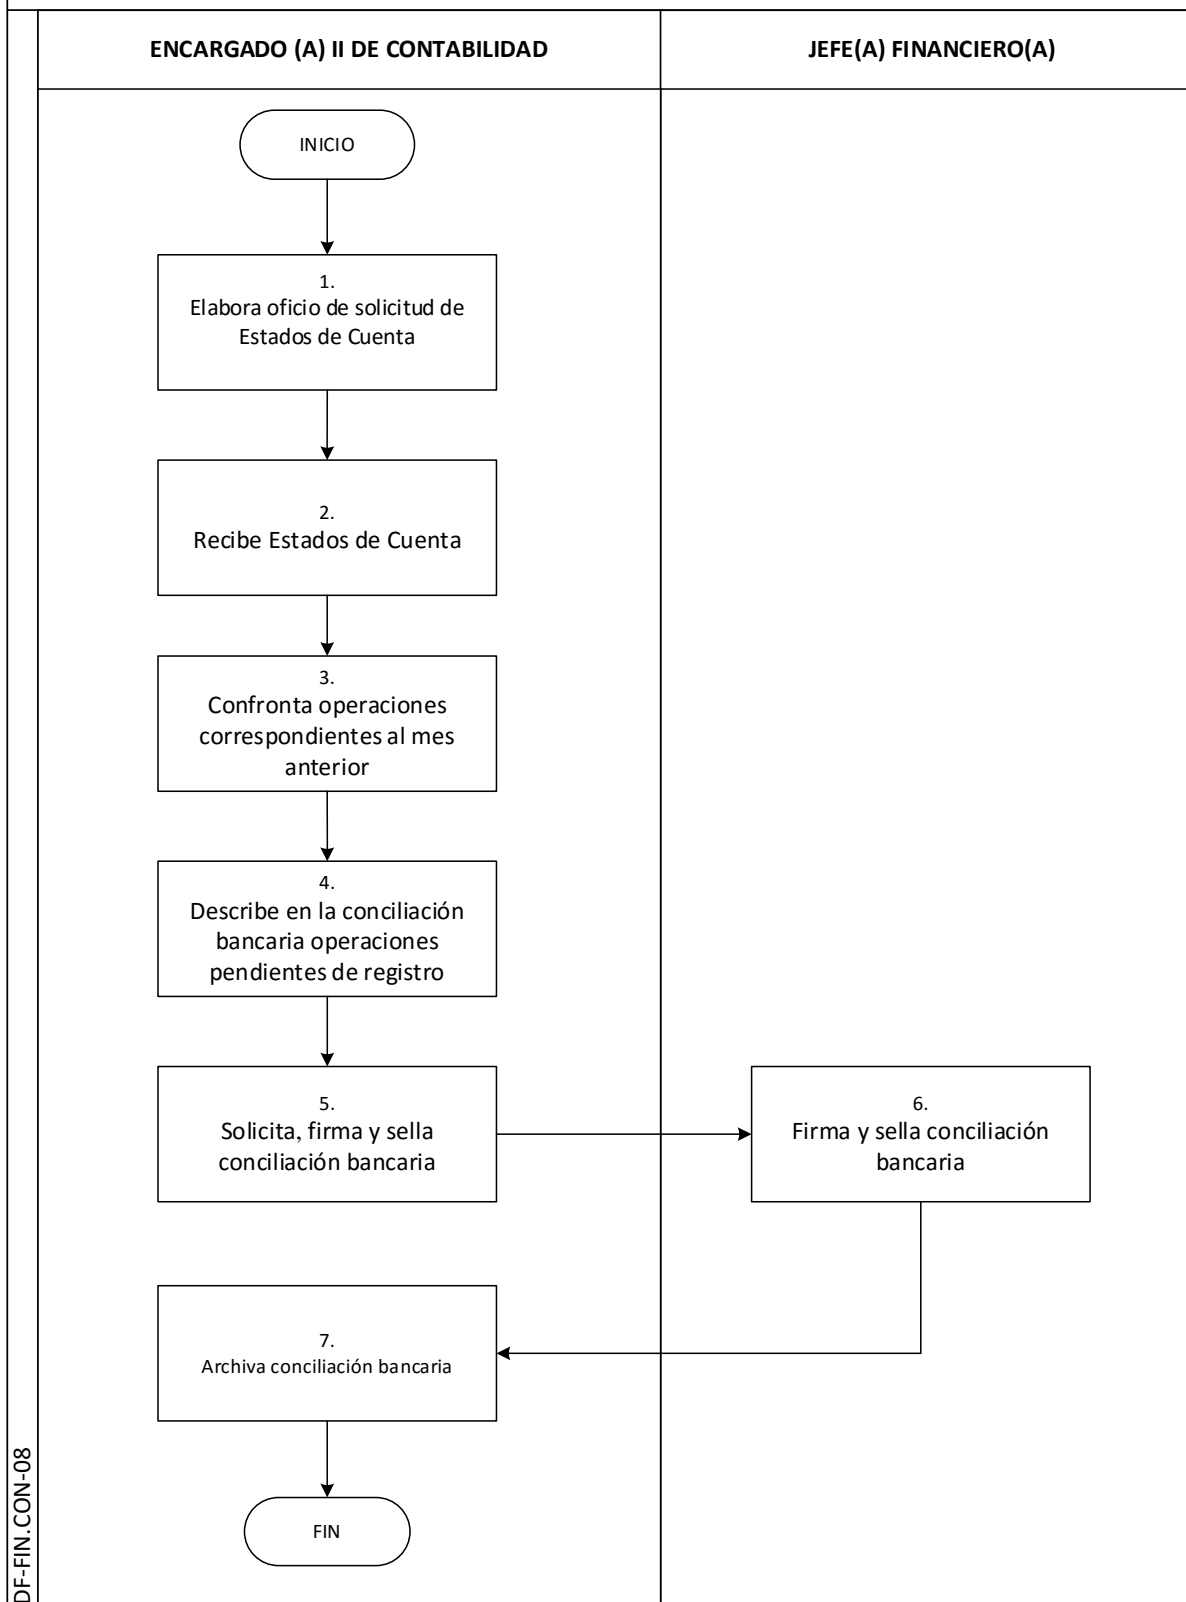 ENCARGADO (A) II DE CONTABILIDAD
JEFE(A) FINANCIERO(A)
INICIO
1.
Elabora oficio de solicitud de
Estados de Cuenta
2.
Recibe Estados de Cuenta
3.
Confronta operaciones
correspondientes al mes
anterior
4.
Describe en la conciliación
bancaria operaciones
pendientes de registro
5.
Solicita, firma y sella
conciliación bancaria
6.
Firma y sella conciliación
bancaria
7.
Archiva conciliación bancaria
FIN
DF-FIN.CON-08